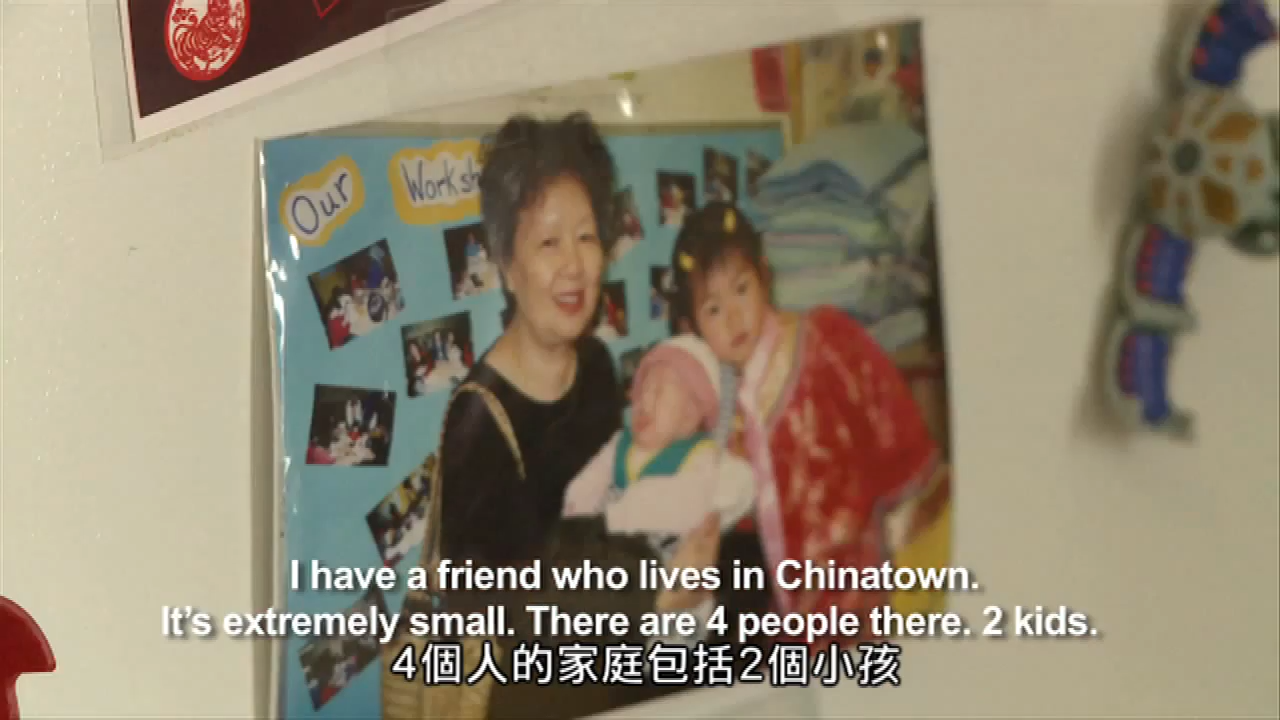 Our Worksh
I have a friend who lives in Chinatown.
It's extremely small. There are 4 people there. 2 kids.
4個人的家庭包括2個小孩